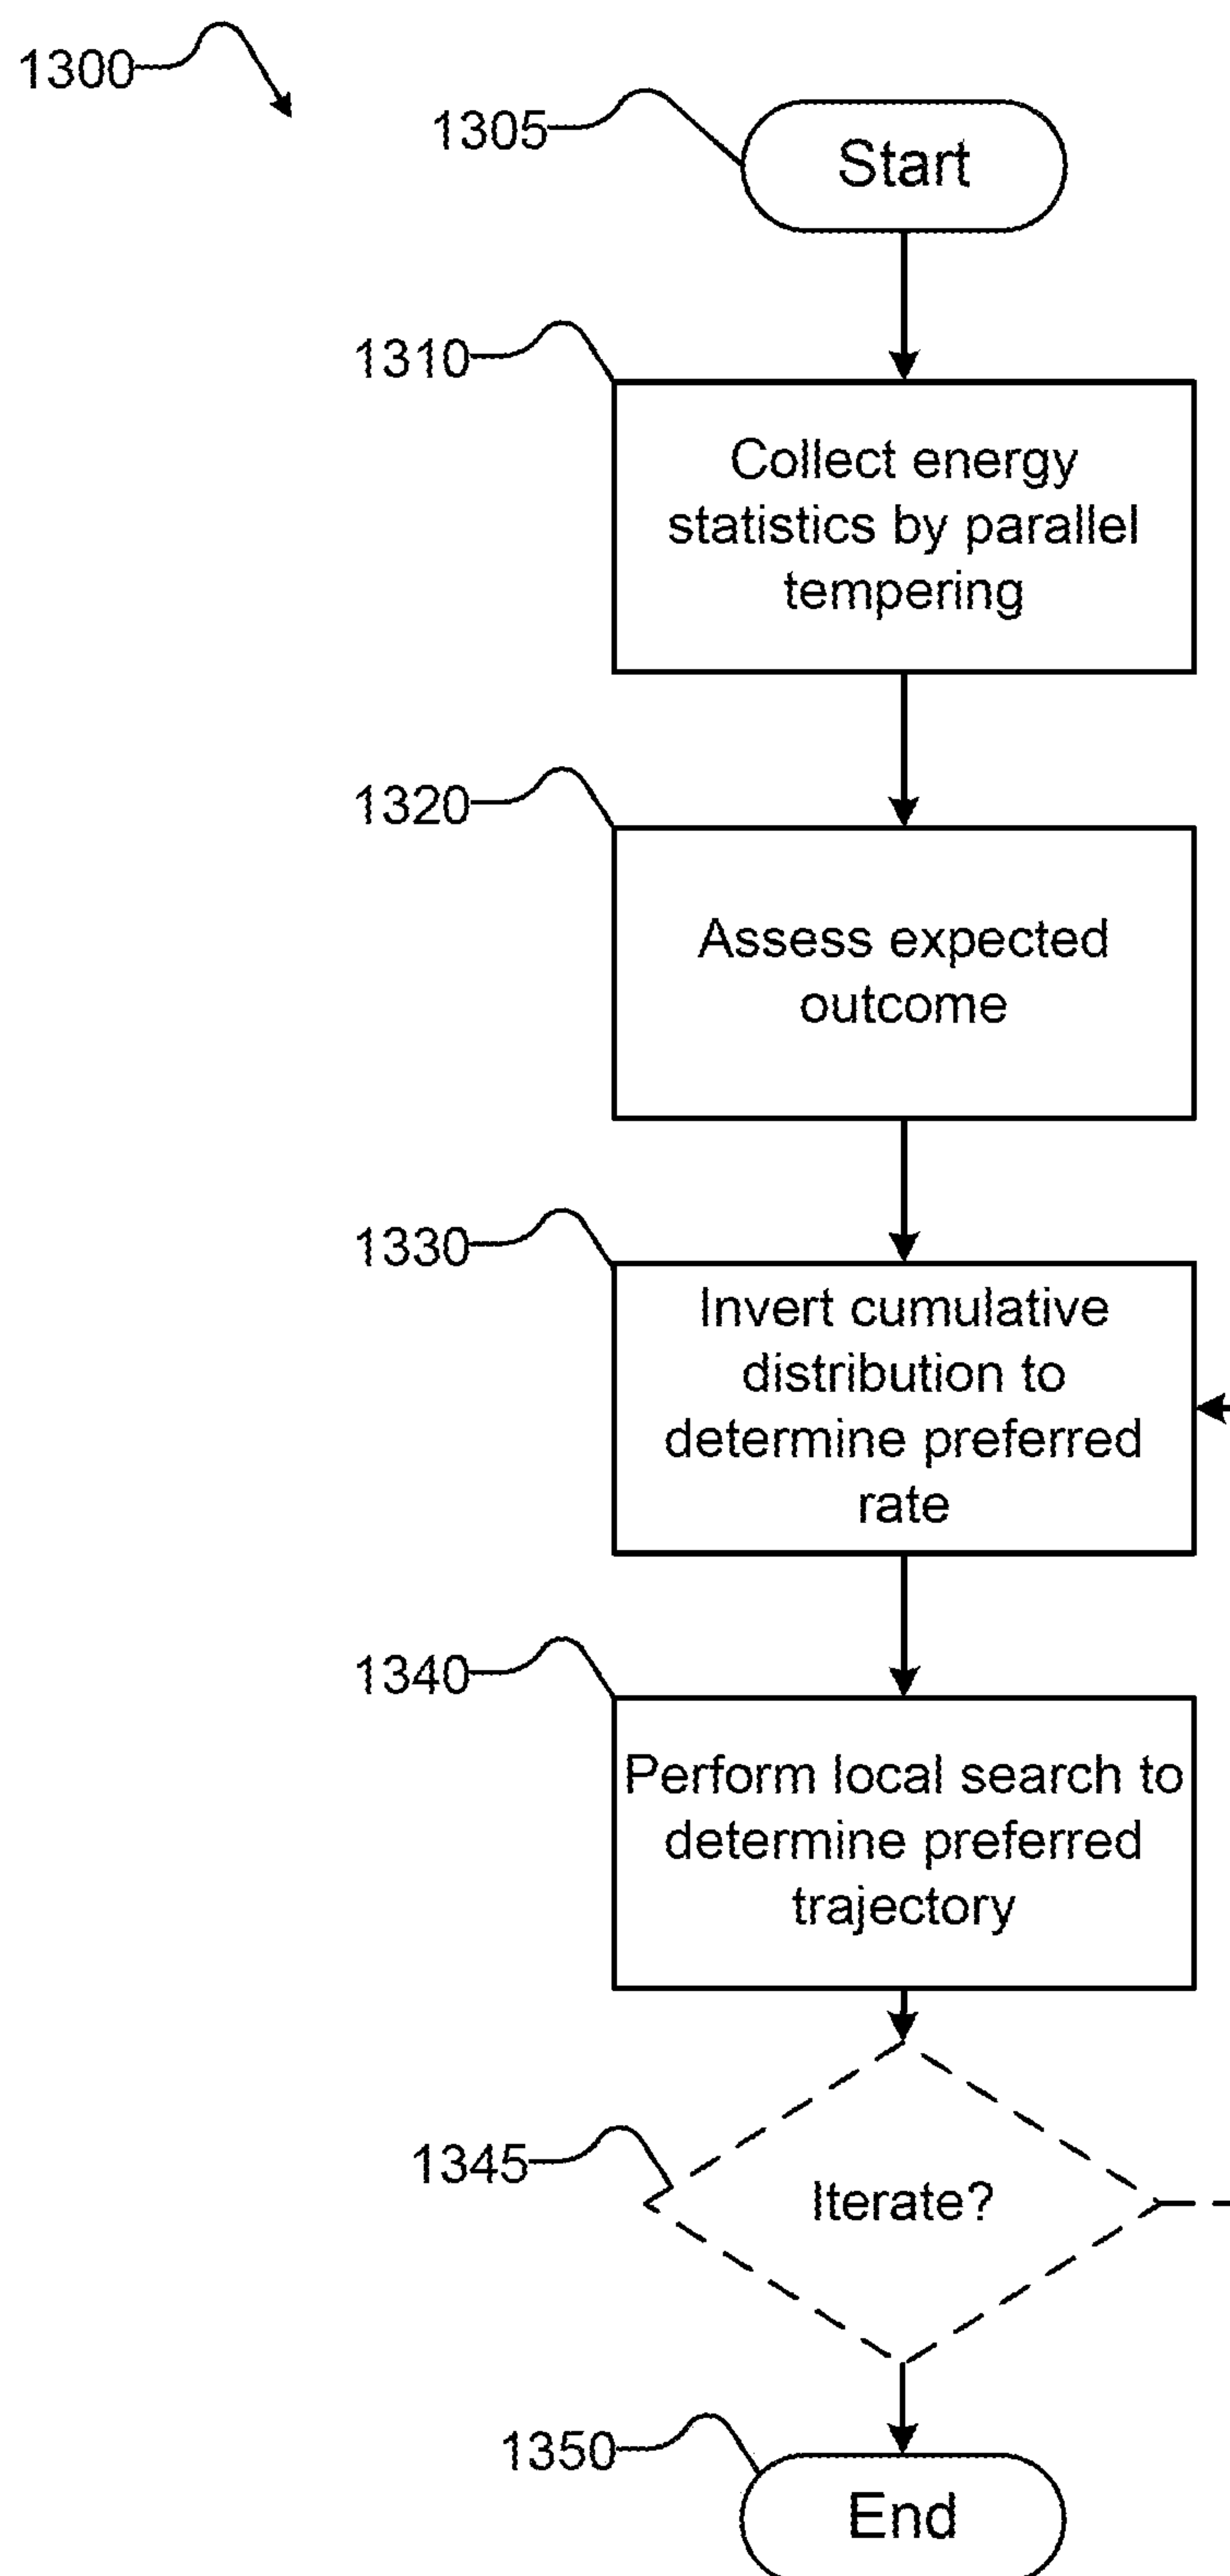 1300
1305
Start
1310
Collect energy
statistics by parallel
tempering
1320
Assess expected
outcome
1330
Invert cumulative
distribution to
determine preferred
rate
1340
Perform local search to
determine preferred
trajectory
1345
Iterate?
1350
End